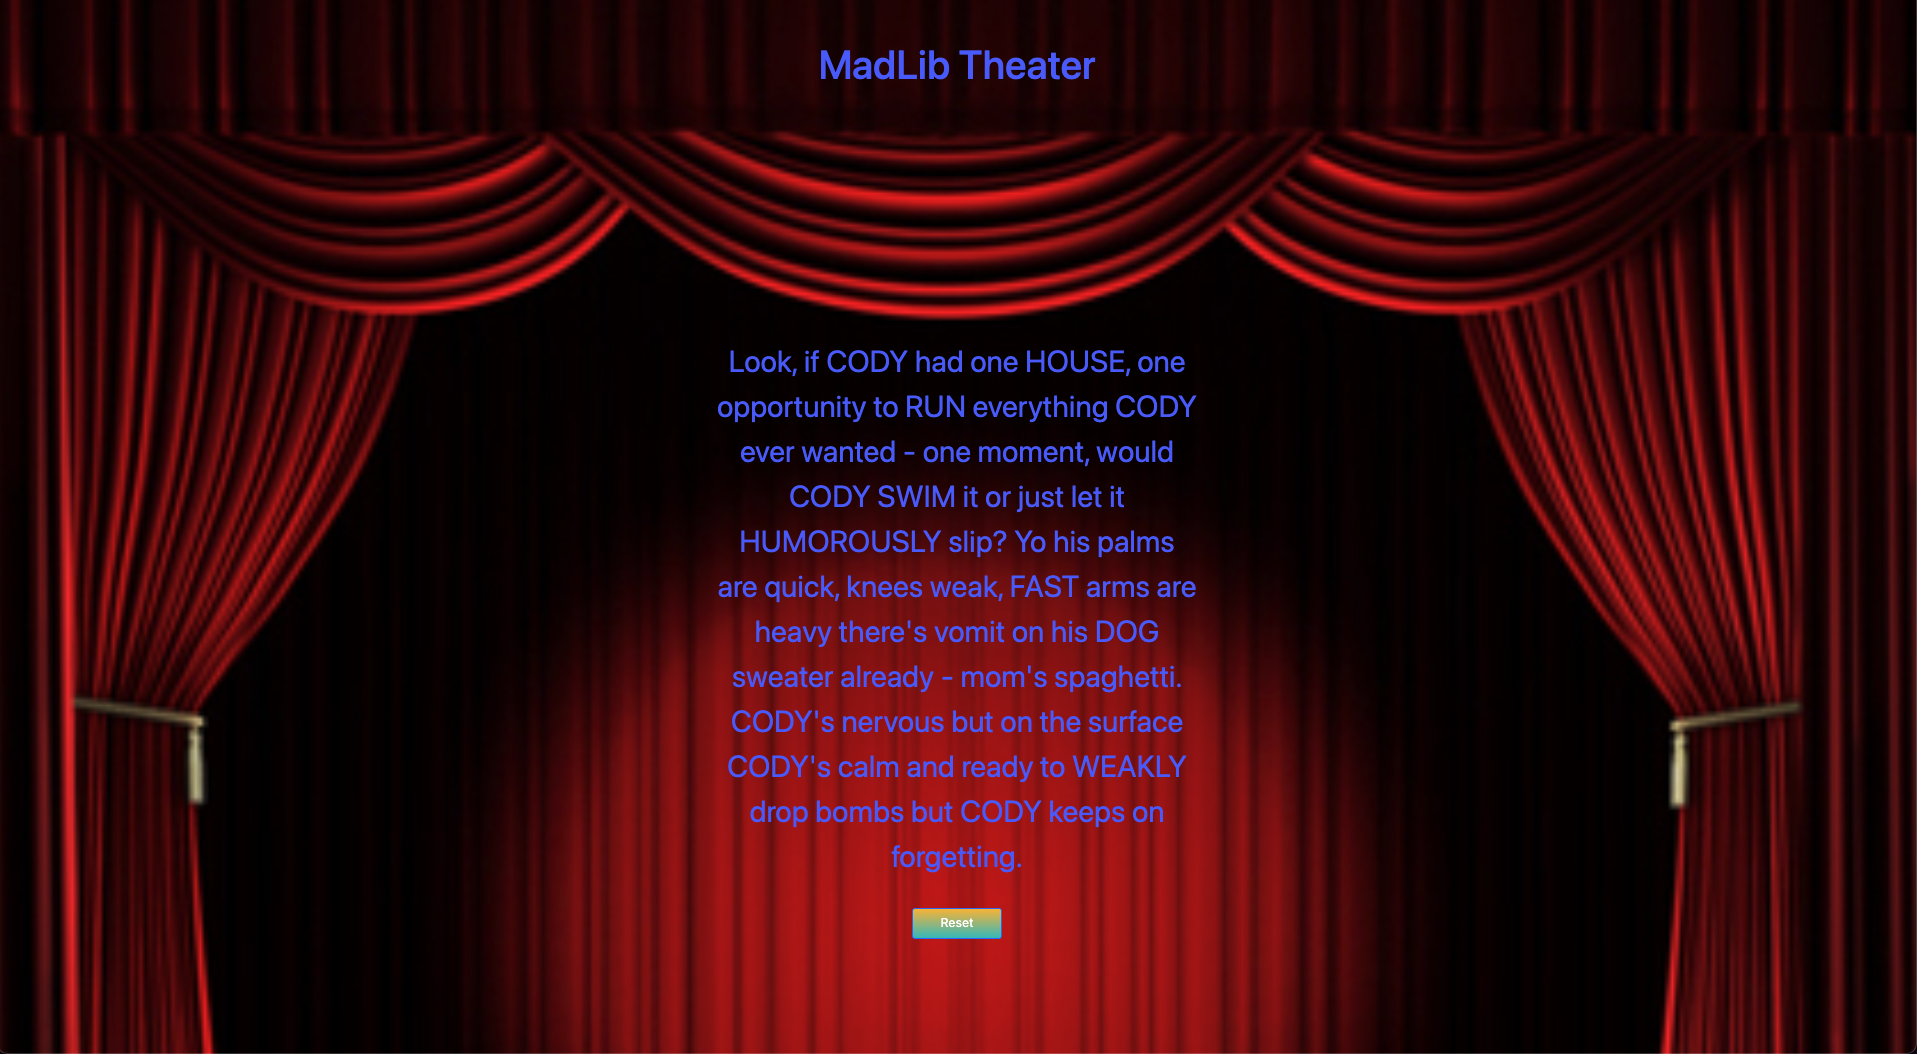 MadLib Theater
Look, if CODY had one HOUSE, one
opportunity to RUN everything CODY
ever wanted - one moment, would
CODY SWIM it or just let it
HUMOROUSLY slip? Yo his palms
are quick, knees weak, FAST arms are
heavy there's vomit on his DOG
sweater already - mom's spaghetti.
CODY's nervous but on the surface
CODY's calm and ready to WEAKLY
drop bombs but CODY keeps on
forgetting.
Reset